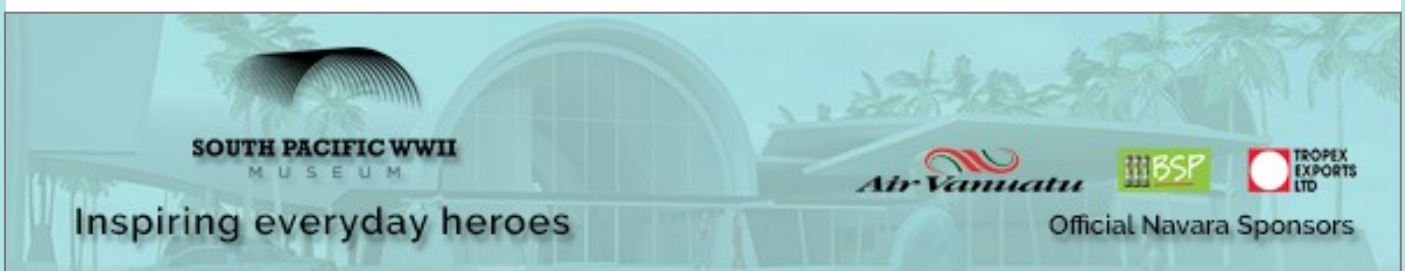 SOUTH PACIFIC WWII
MUSEUM
Inspiring everyday heroes
Air Vanuatu
BSP
TROPEX
EXPORTS
LTD
Official Navara Sponsors